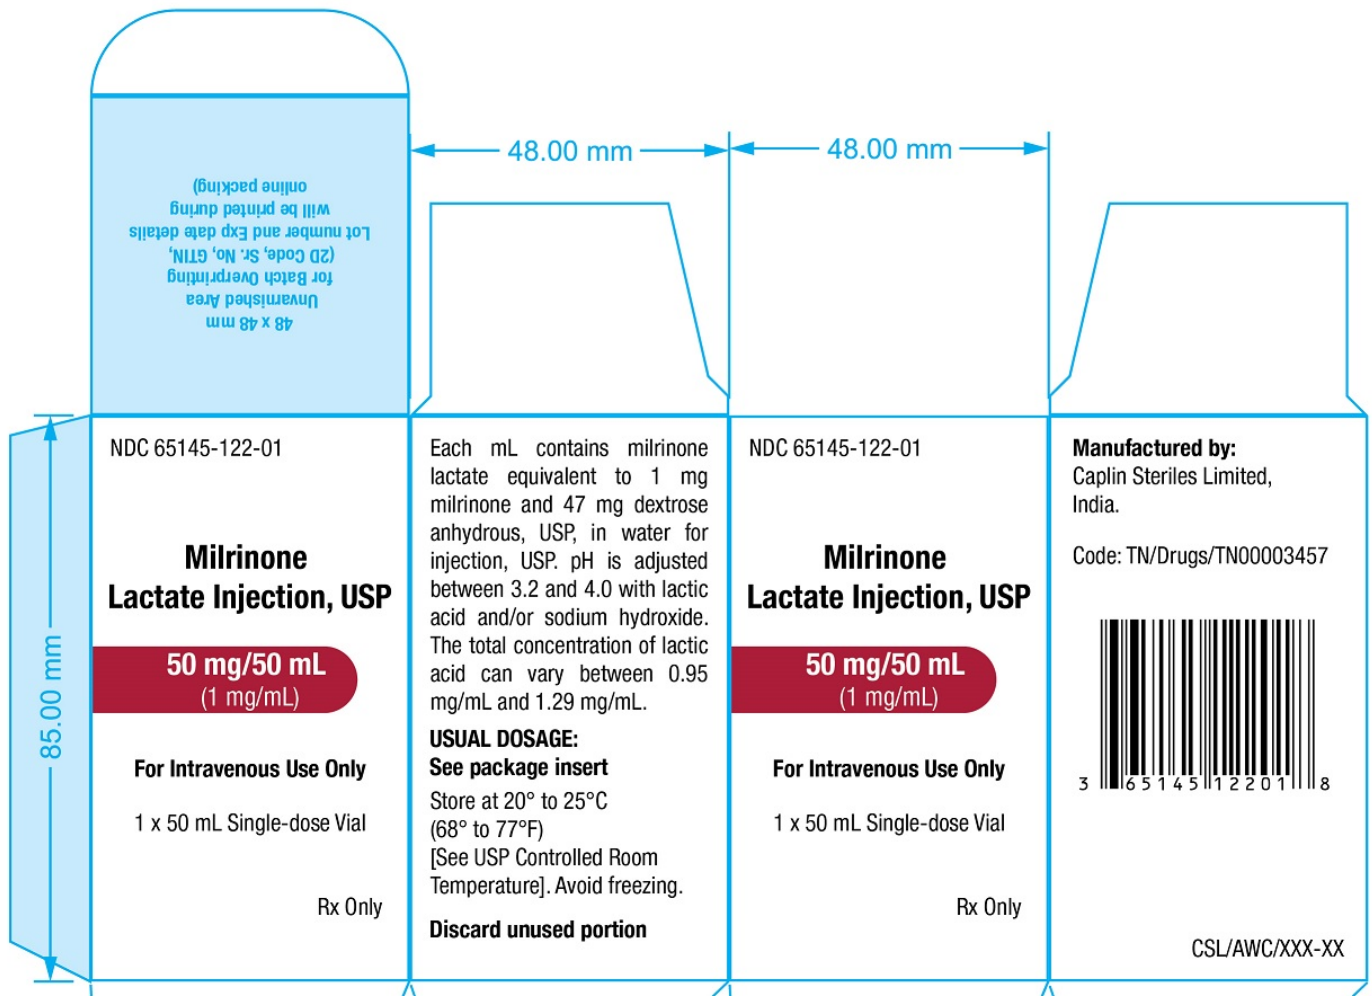 48 x 48 mm
Unvarnished Area
for Batch Overprinting
(2D Code, Sr. No, GTIN,
Lot number and Exp date details
will be printed during
online packing)
48.00 mm
48.00 mm
85.00 mm
NDC 65145-122-01
Milrinone
Lactate Injection, USP
50 mg/50 mL
(1 mg/mL)
For Intravenous Use Only
1 x 50 mL Single-dose Vial
Rx Only
Each mL contains milrinone
lactate equivalent to 1 mg
milrinone and 47 mg dextrose
anhydrous, USP, in water for
injection, USP. pH is adjusted
between 3.2 and 4.0 with lactic
acid and/or sodium hydroxide.
The total concentration of lactic
acid can vary between 0.95
mg/mL and 1.29 mg/mL.
USUAL DOSAGE:
See package insert
Store at 20° to 25°C
(68° to 77°F)
[See USP Controlled Room
Temperature]. Avoid freezing.
Discard unused portion
NDC 65145-122-01
Milrinone
Lactate Injection, USP
50 mg/50 mL
(1 mg/mL)
For Intravenous Use Only
1 x 50 mL Single-dose Vial
Rx Only
Manufactured by:
Caplin Steriles Limited,
India.
Code: TN/Drugs/TN00003457
3 65145 12201 8
CSL/AWC/XXX-XX